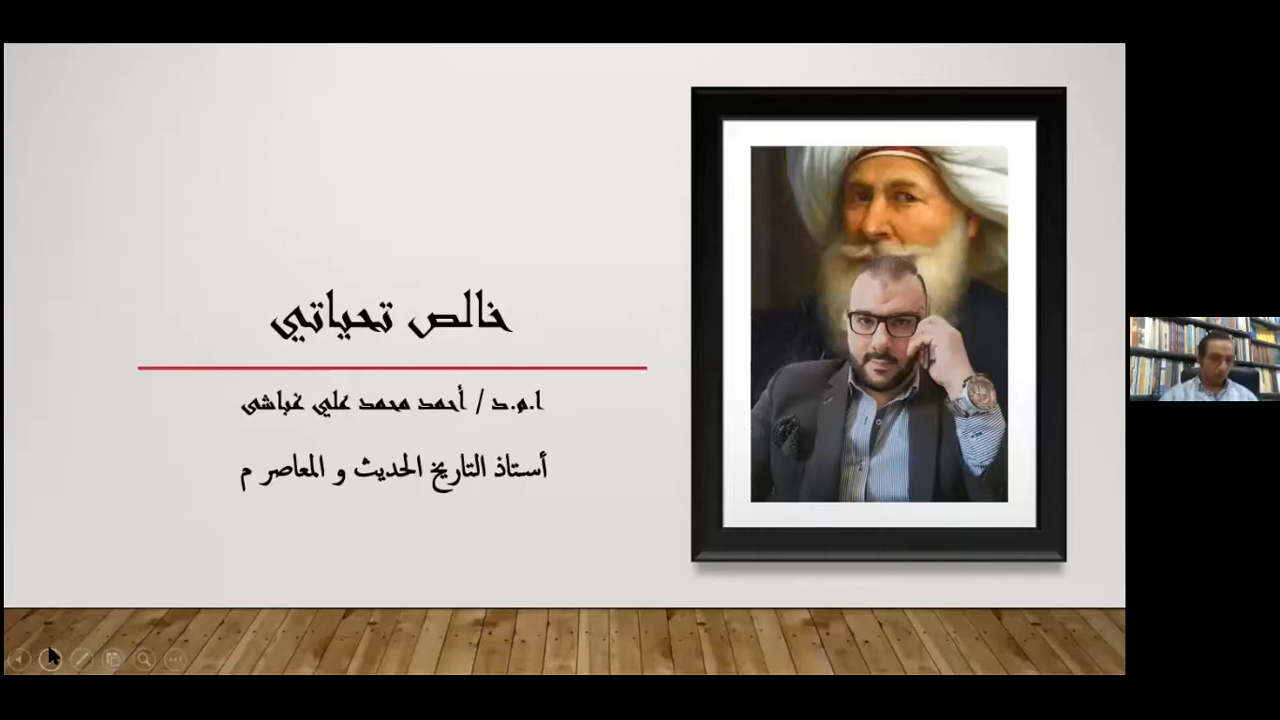 خالص تحياتي
ا.م.د / أحمد محمد علي غباشى
أستاذ التاريخ الحديث و المعاصر م